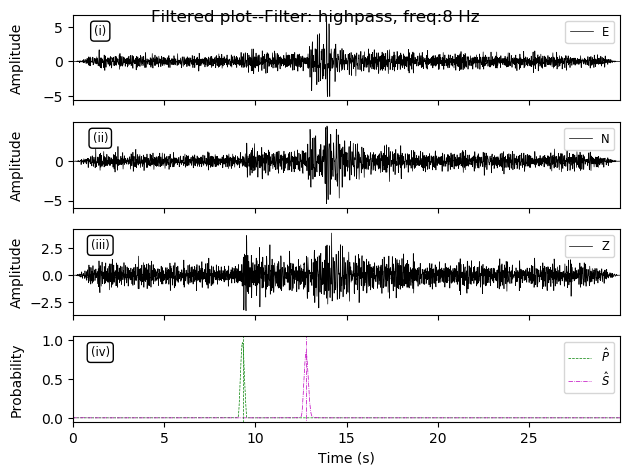 Filtered plot--Filter: highpass, freq:8 Hz
Amplitude
5
0
−5
(i)
E
Amplitude
0
−5
(ii)
N
Amplitude
2.5
0.0
−2.5
(iii)
Z
Probability
1.0
0.5
0.0
(iv)
P̂
Ŝ
0 5 10 15 20 25
Time (s)